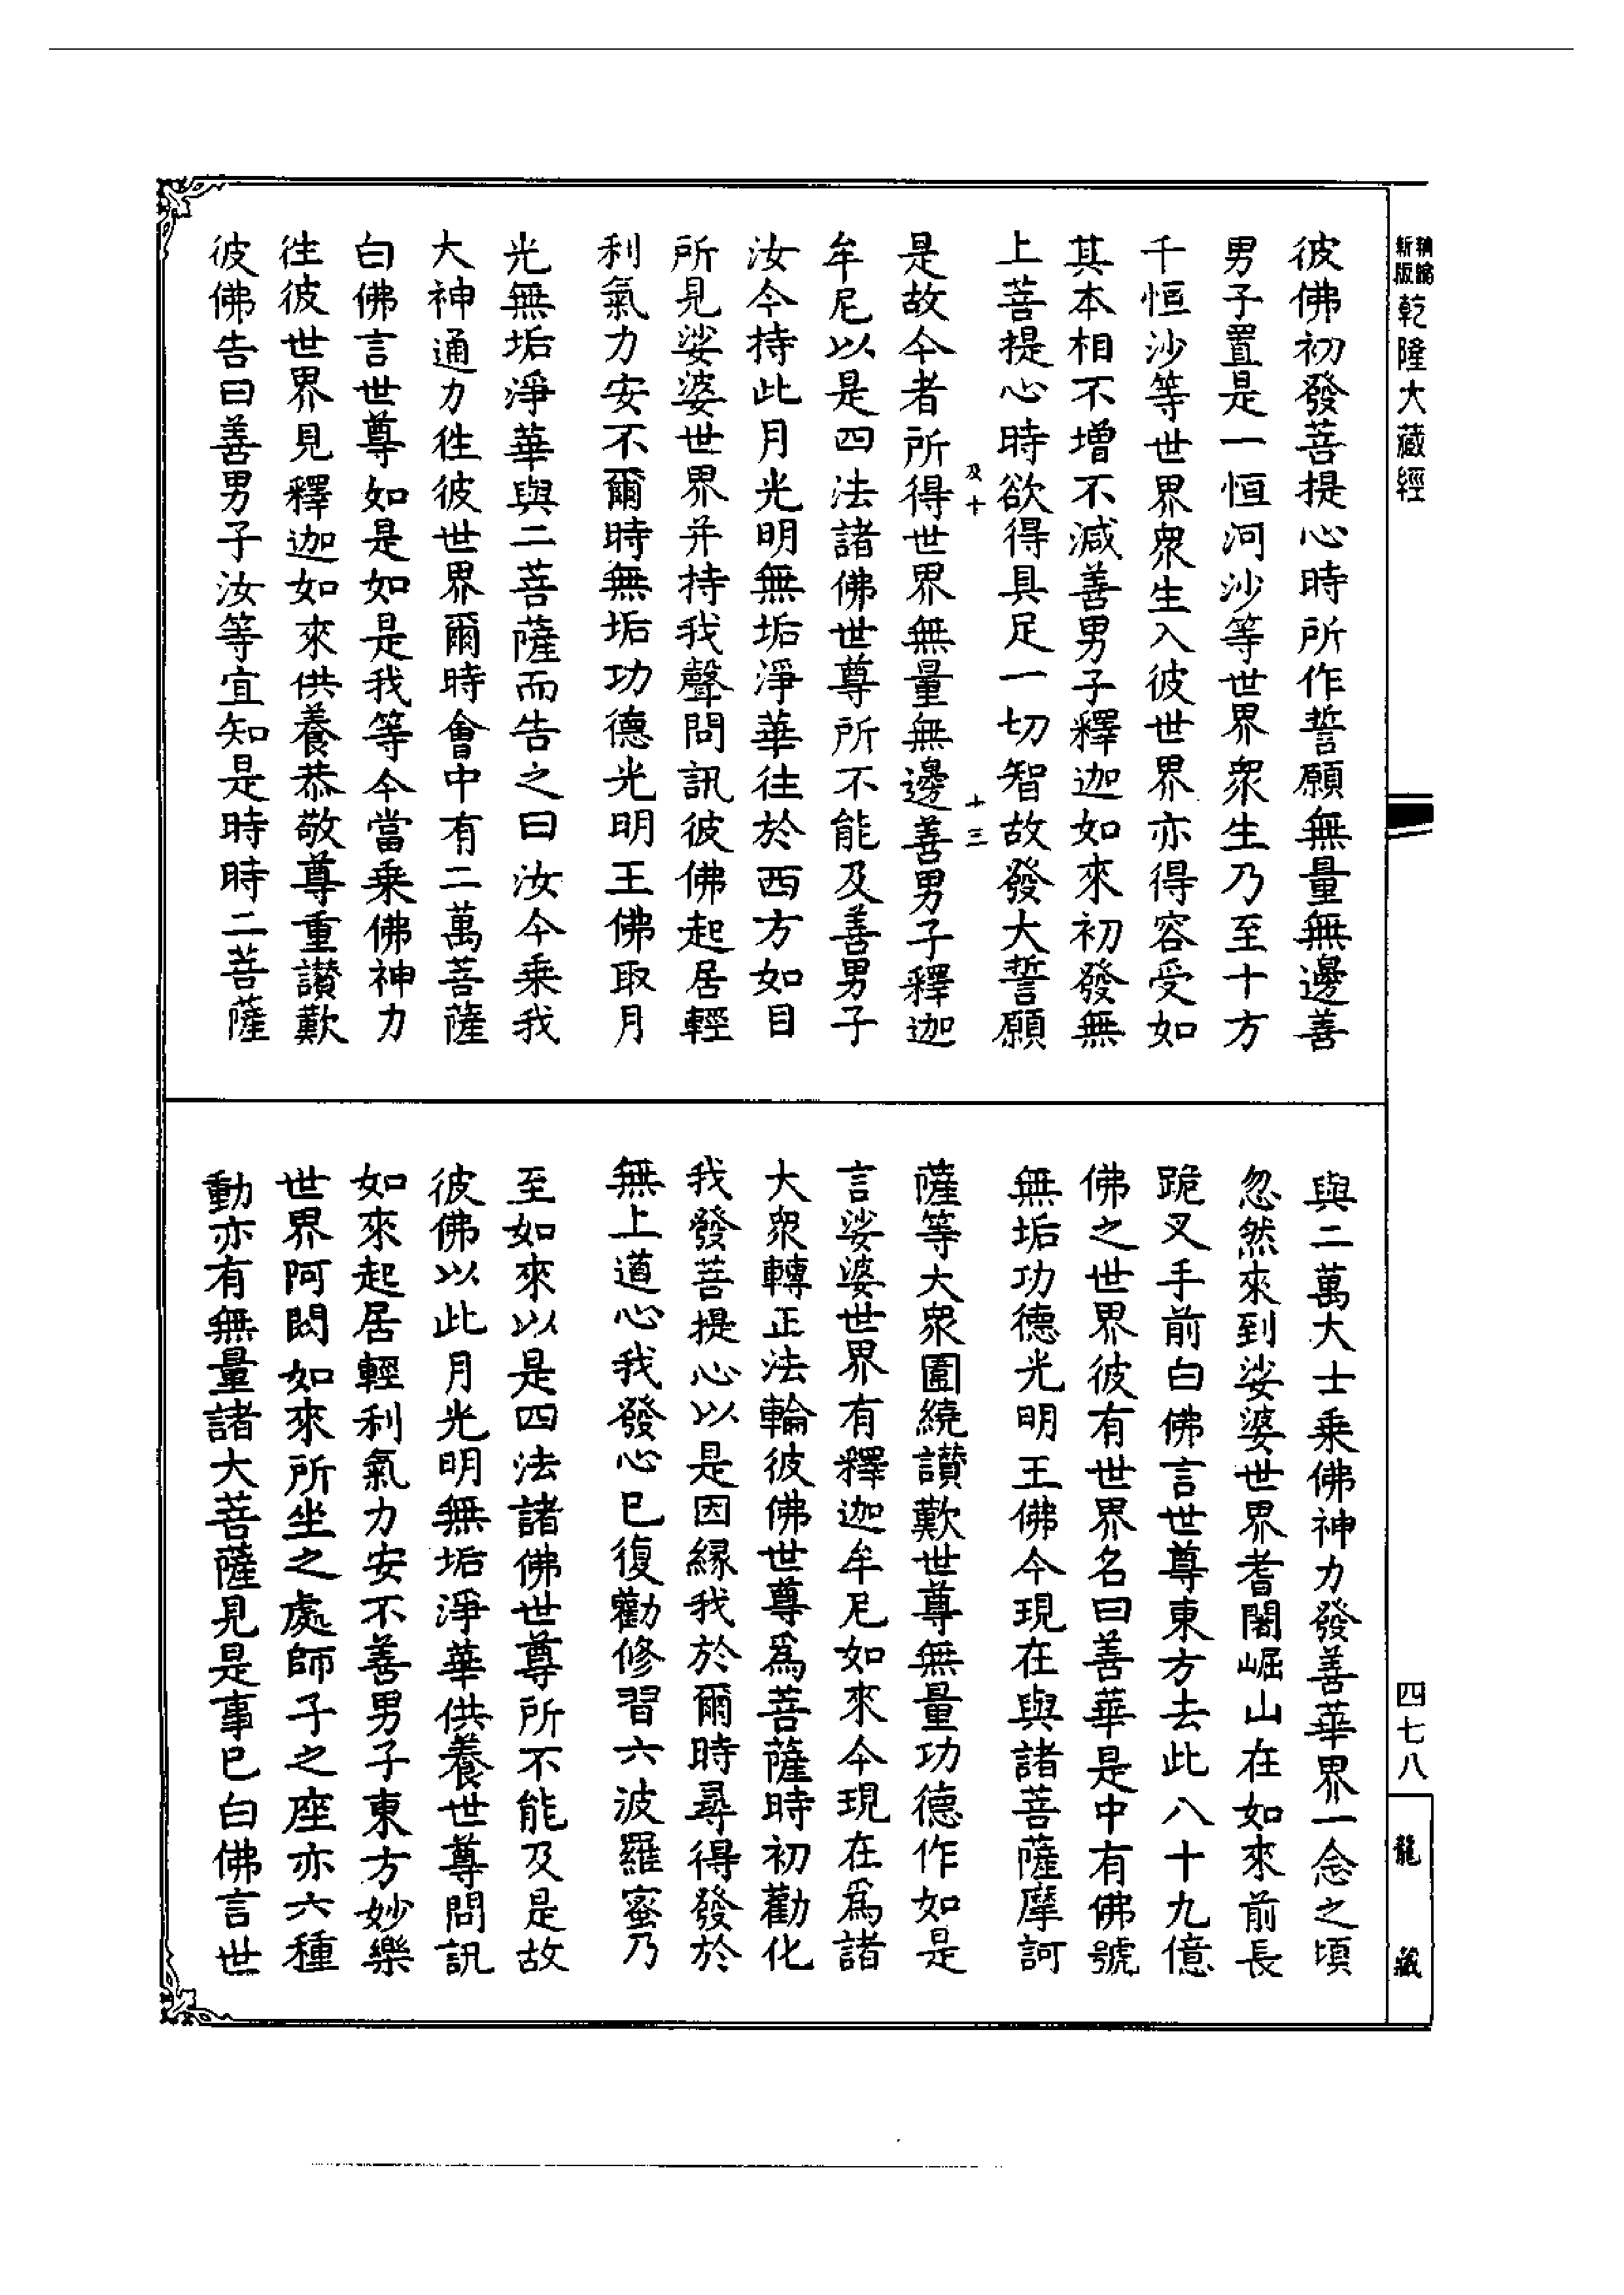 新版
乾隆大藏經
彼佛初發菩提心時所作誓願無量無邊善
男子置是一恒河沙等世界衆生乃至十方
千恒沙等世界衆生入彼世界亦得容受如
其本相不增不減善男子釋迦如來初發無
上菩提心時欲得具足一切智故發大誓願
及十
十三
是故今者所得世界無量無邊善男子釋迦
牟尼以是四法諸佛世尊所不能及善男子
汝今持此月光明無垢淨華往於西方如目
所見娑婆世界并持我聲問訊彼佛起居輕
利氣力安不爾時無垢功德光明王佛取月
光無垢淨華與二菩薩而告之曰汝今乗我
大神通力徃彼世界爾時會中有二萬菩薩
白佛言世尊如是如是我等今當乗佛神力
徃彼世界見釋迦如來供養恭敬尊重讃歎
彼佛告曰善男子汝等宜知是時時二菩薩
與二萬大士乗佛神力發善華界一念之頃
忽然來到娑婆世界耆闍崛山在如來前長
跪叉手前白佛言世尊東方去此八十九億
佛之世界彼有世界名曰善華是中有佛號
無垢功德光明王佛今現在與諸菩薩摩訶
薩等大衆圍繞讃歎世尊無量功德作如是
言娑婆世界有釋迦牟尼如來今現在爲諸
大衆轉正法輪彼佛世尊爲菩薩時初勸化
我發菩提心以是因緣我於爾時尋得發於
無上道心我發心已復勸修習六波羅蜜乃
至如來以是四法諸佛世尊所不能及是故
彼佛以此月光明無垢淨華供養世尊問訊
如來起居輕利氣力安不善男子東方妙樂
世界阿閦如來所坐之處師子之座亦六種
動亦有無量諸大菩薩見是事已白佛言世
四七八
龍藏